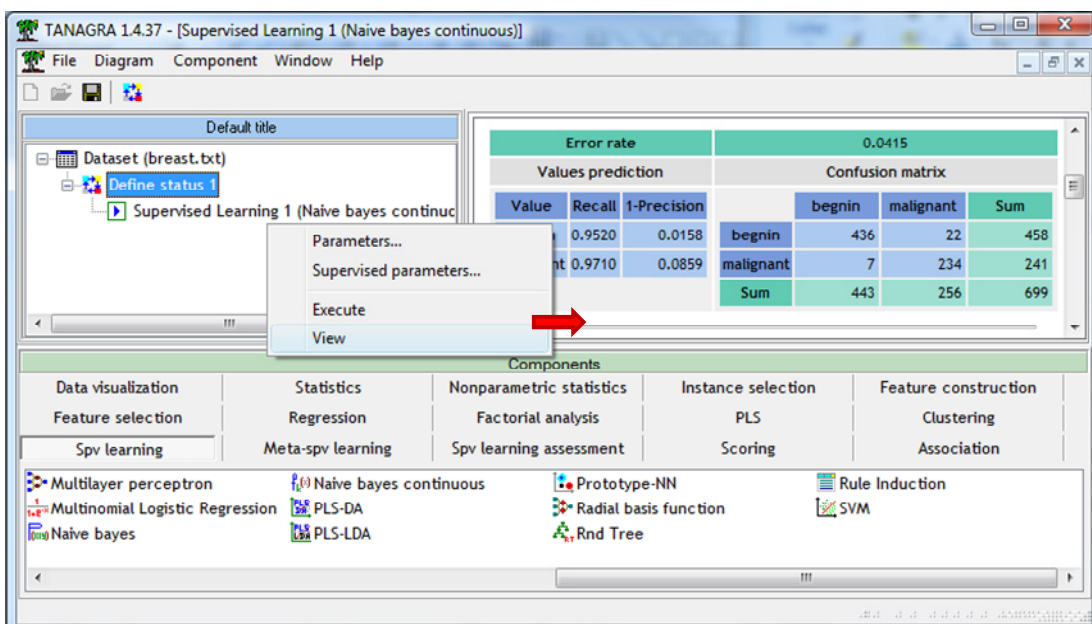 TANAGRA 1.4.37 - [Supervised Learning 1 (Naive bayes continuous)]
File Diagram Component Window Help
Default title
Dataset (breast.txt)
Define status 1
Supervised Learning 1 (Naive bayes continuc
Parameters...
Supervised parameters...
Execute
View
Error rate 0.0415
Values prediction Confusion matrix
Value Recall 1-Precision begnin malignant Sum
0.9520 0.0158 begnin 436 22 458
0.9710 0.0859 malignant 7 234 241
Sum 443 256 699
Components
Data visualization Statistics Nonparametric statistics Instance selection Feature construction
Feature selection Regression Factorial analysis PLS Clustering
Spv learning Meta-spv learning Spv learning assessment Scoring Association
Multilayer perceptron Naive bayes continuous Prototype-NN Rule Induction
Multinomial Logistic Regression PLS-DA Radial basis function SVM
Naive bayes PLS-LDA Rnd Tree